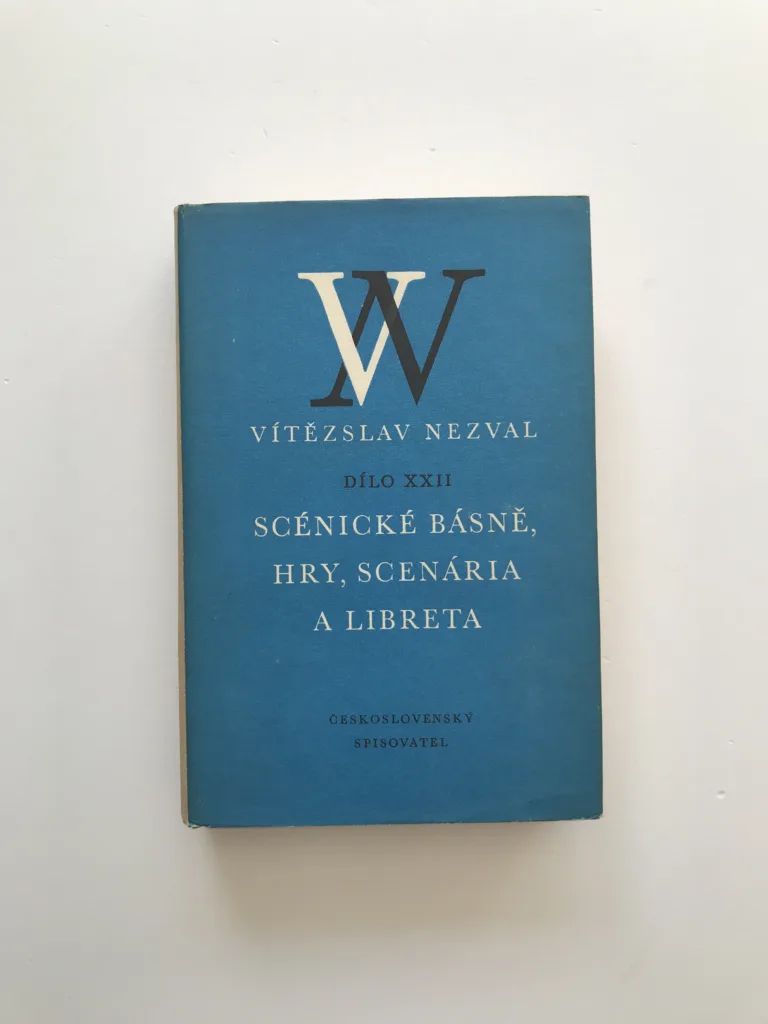 VN
VÍTĚZSLAV NEZVAL
DÍLO XXII
SCÉNICKÉ BÁSNĚ,
HRY, SCENÁRIA
A LIBRETA
ČESKOSLOVENSKÝ
SPISOVATEL